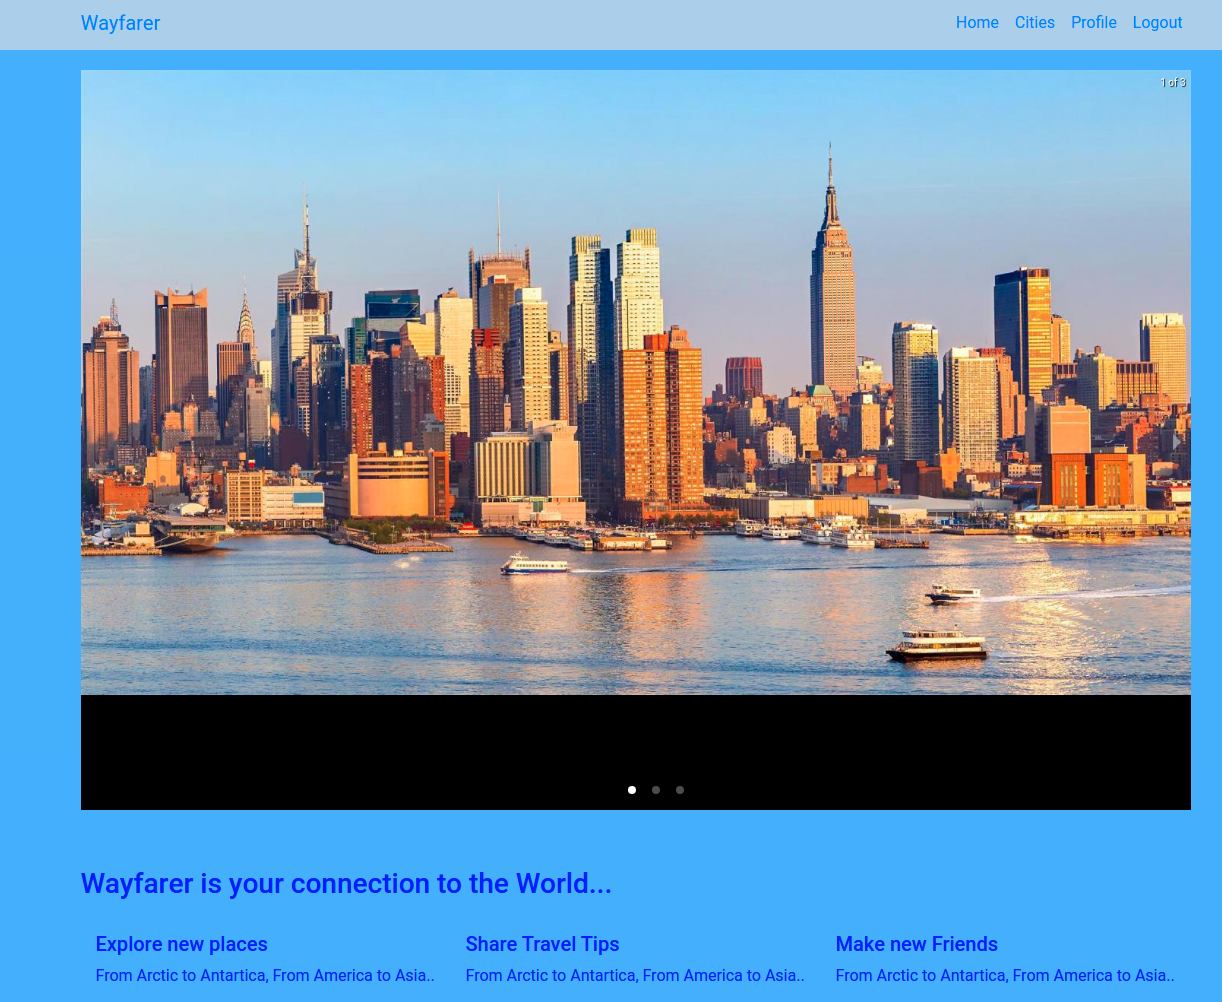 Wayfarer
Home Cities Profile Logout
1 of 3
Wayfarer is your connection to the World...
Explore new places
From Arctic to Antartica, From America to Asia..
Share Travel Tips
From Arctic to Antartica, From America to Asia..
Make new Friends
From Arctic to Antartica, From America to Asia..